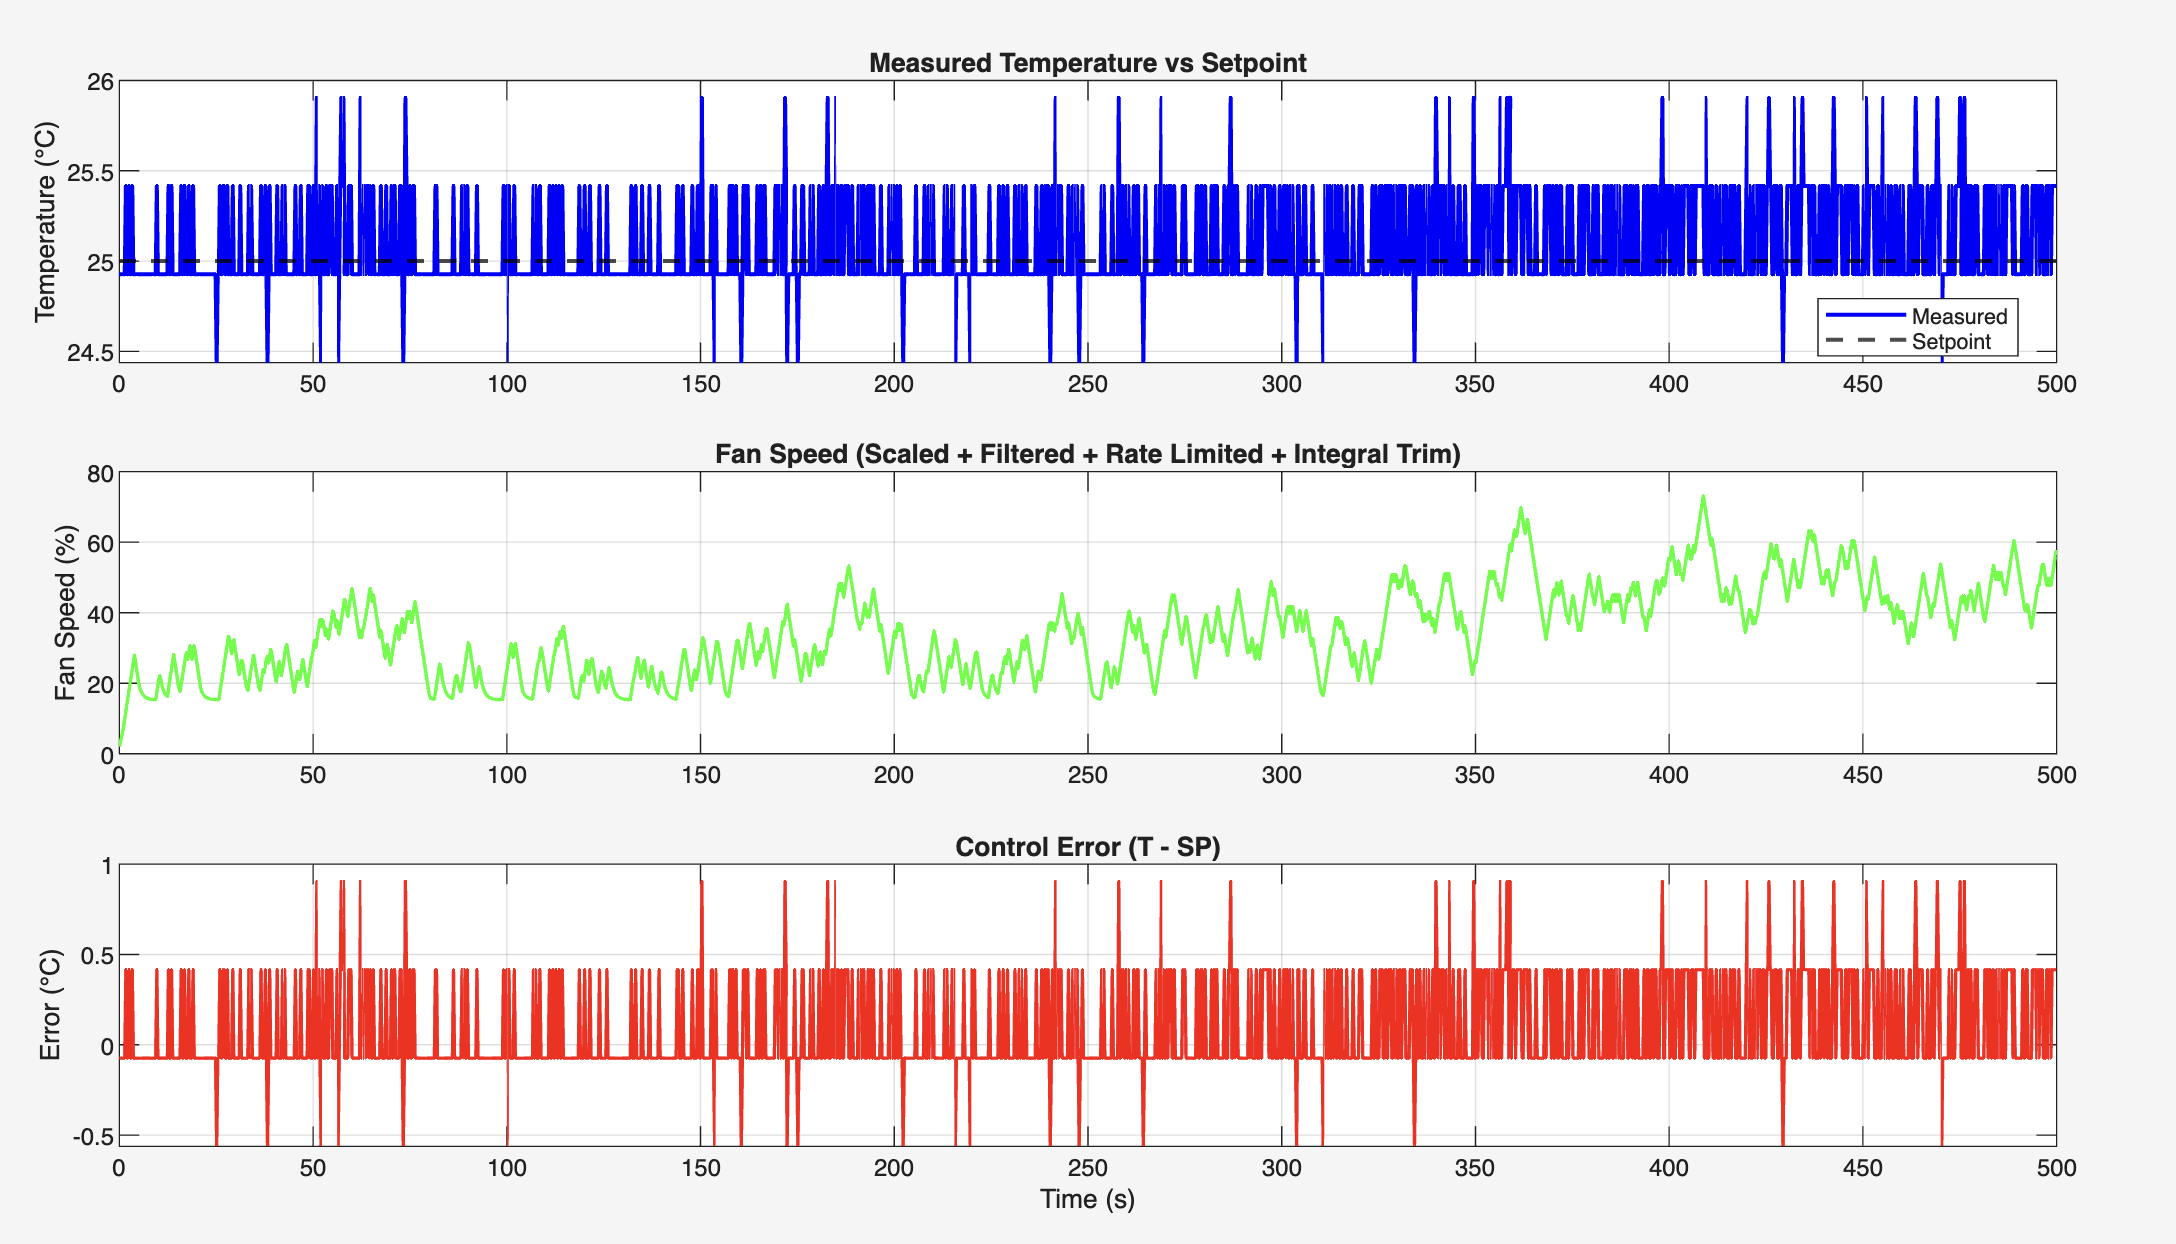 Measured Temperature vs Setpoint
Temperature (°C)
26
25.5
25
24.5
Measured
Setpoint
0 50 100 150 200 250 300 350 400 450 500
Fan Speed (Scaled + Filtered + Rate Limited + Integral Trim)
Fan Speed (%)
80
60
40
20
0
0 50 100 150 200 250 300 350 400 450 500
Control Error (T - SP)
Error (°C)
1
0.5
0
-0.5
0 50 100 150 200 250 300 350 400 450 500
Time (s)